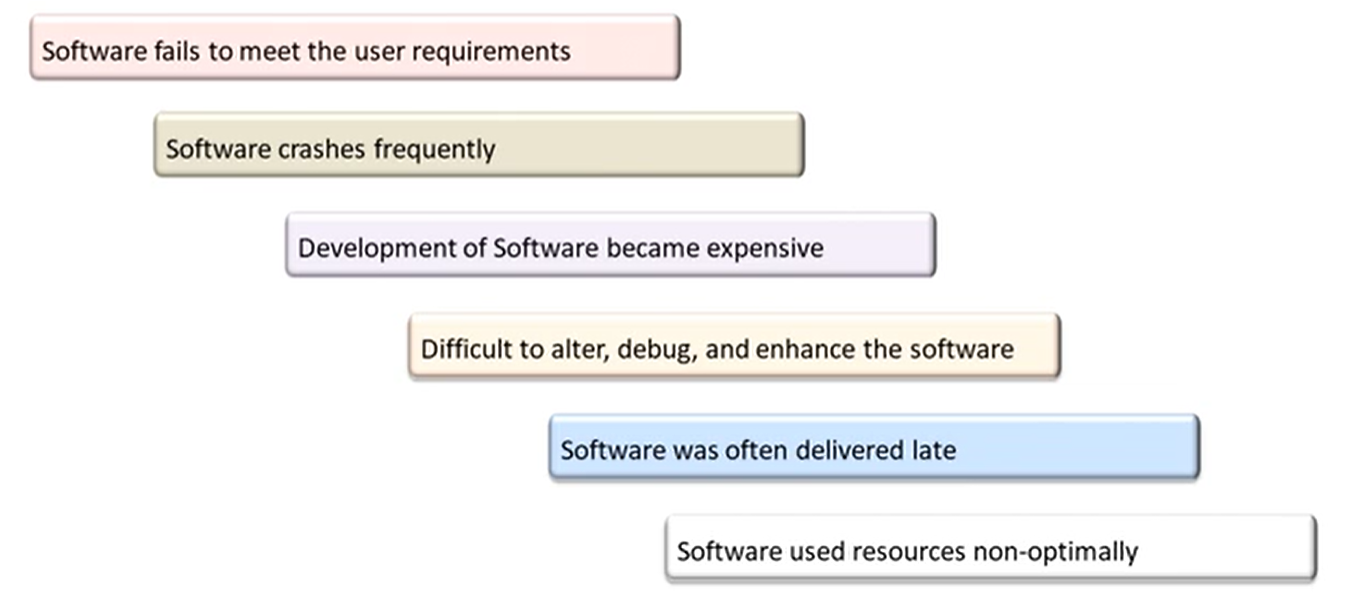 Software fails to meet the user requirements
Software crashes frequently
Development of Software became expensive
Difficult to alter, debug, and enhance the software
Software was often delivered late
Software used resources non-optimally